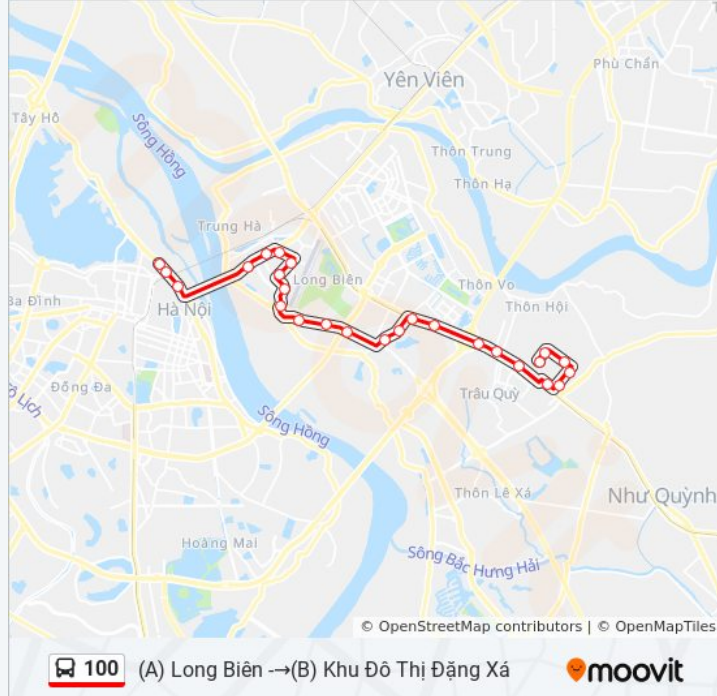 Yên Viên
Phù Chẩn
Tây Hồ
Sông Hồng
Thôn Trung
Thôn Hạ
Trung Hà
Long Biên
Thôn Vo
Thôn Hội
Ba Đình
Hà Nội
Đống Đa
Trâu Quỳ
Sông Hồng
Thôn Lê Xá
Như Quỳnh
Hoàng Mai
Sông Bắc Hưng Hải
© OpenStreetMap contributors | © OpenMapTiles
100 (A) Long Biên -→(B) Khu Đô Thị Đặng Xá
moovit